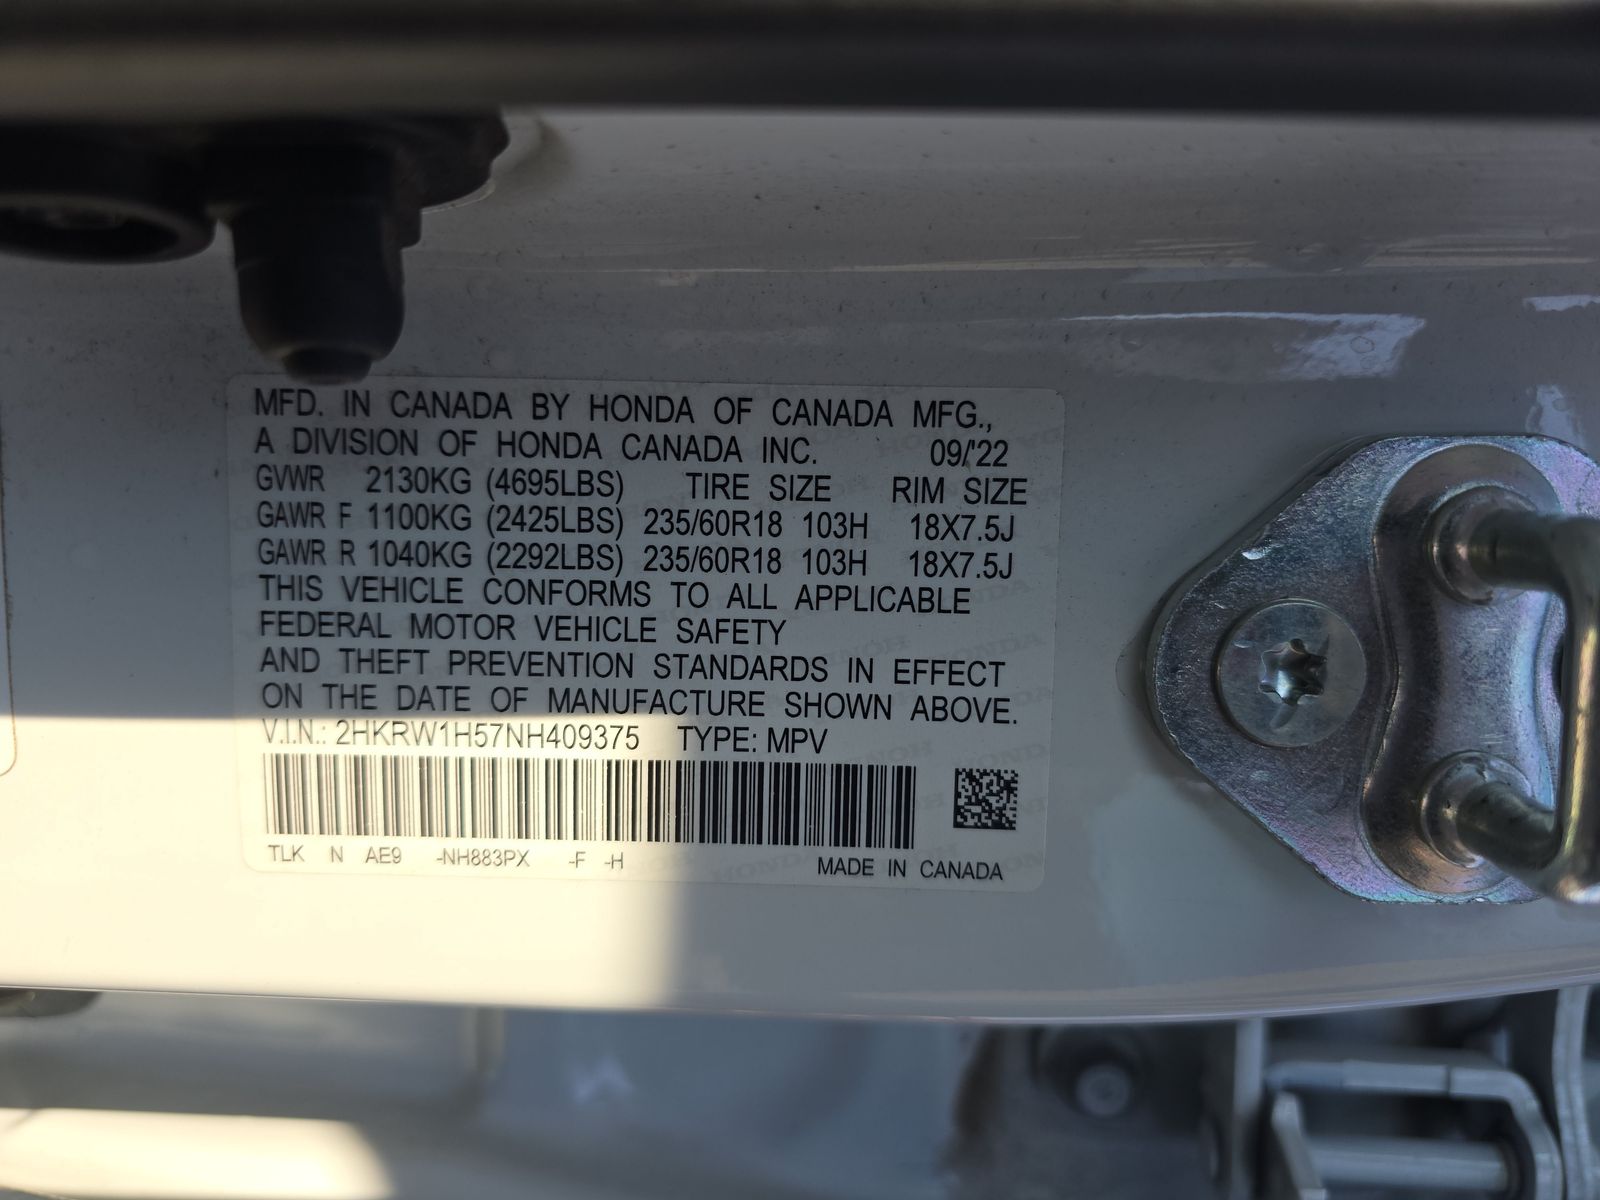 MFD. IN CANADA BY HONDA OF CANADA MFG.,
A DIVISION OF HONDA CANADA INC. 09/'22
GVWR 2130KG (4695LBS) TIRE SIZE RIM SIZE
GAWR F 1100KG (2425LBS) 235/60R18 103H 18X7.5J
GAWR R 1040KG (2292LBS) 235/60R18 103H 18X7.5J
THIS VEHICLE CONFORMS TO ALL APPLICABLE
FEDERAL MOTOR VEHICLE SAFETY
AND THEFT PREVENTION STANDARDS IN EFFECT
ON THE DATE OF MANUFACTURE SHOWN ABOVE.
V.I.N.: 2HKRW1H57NH409375 TYPE: MPV
TLK N AE9 -NH883PX -F -H MADE IN CANADA